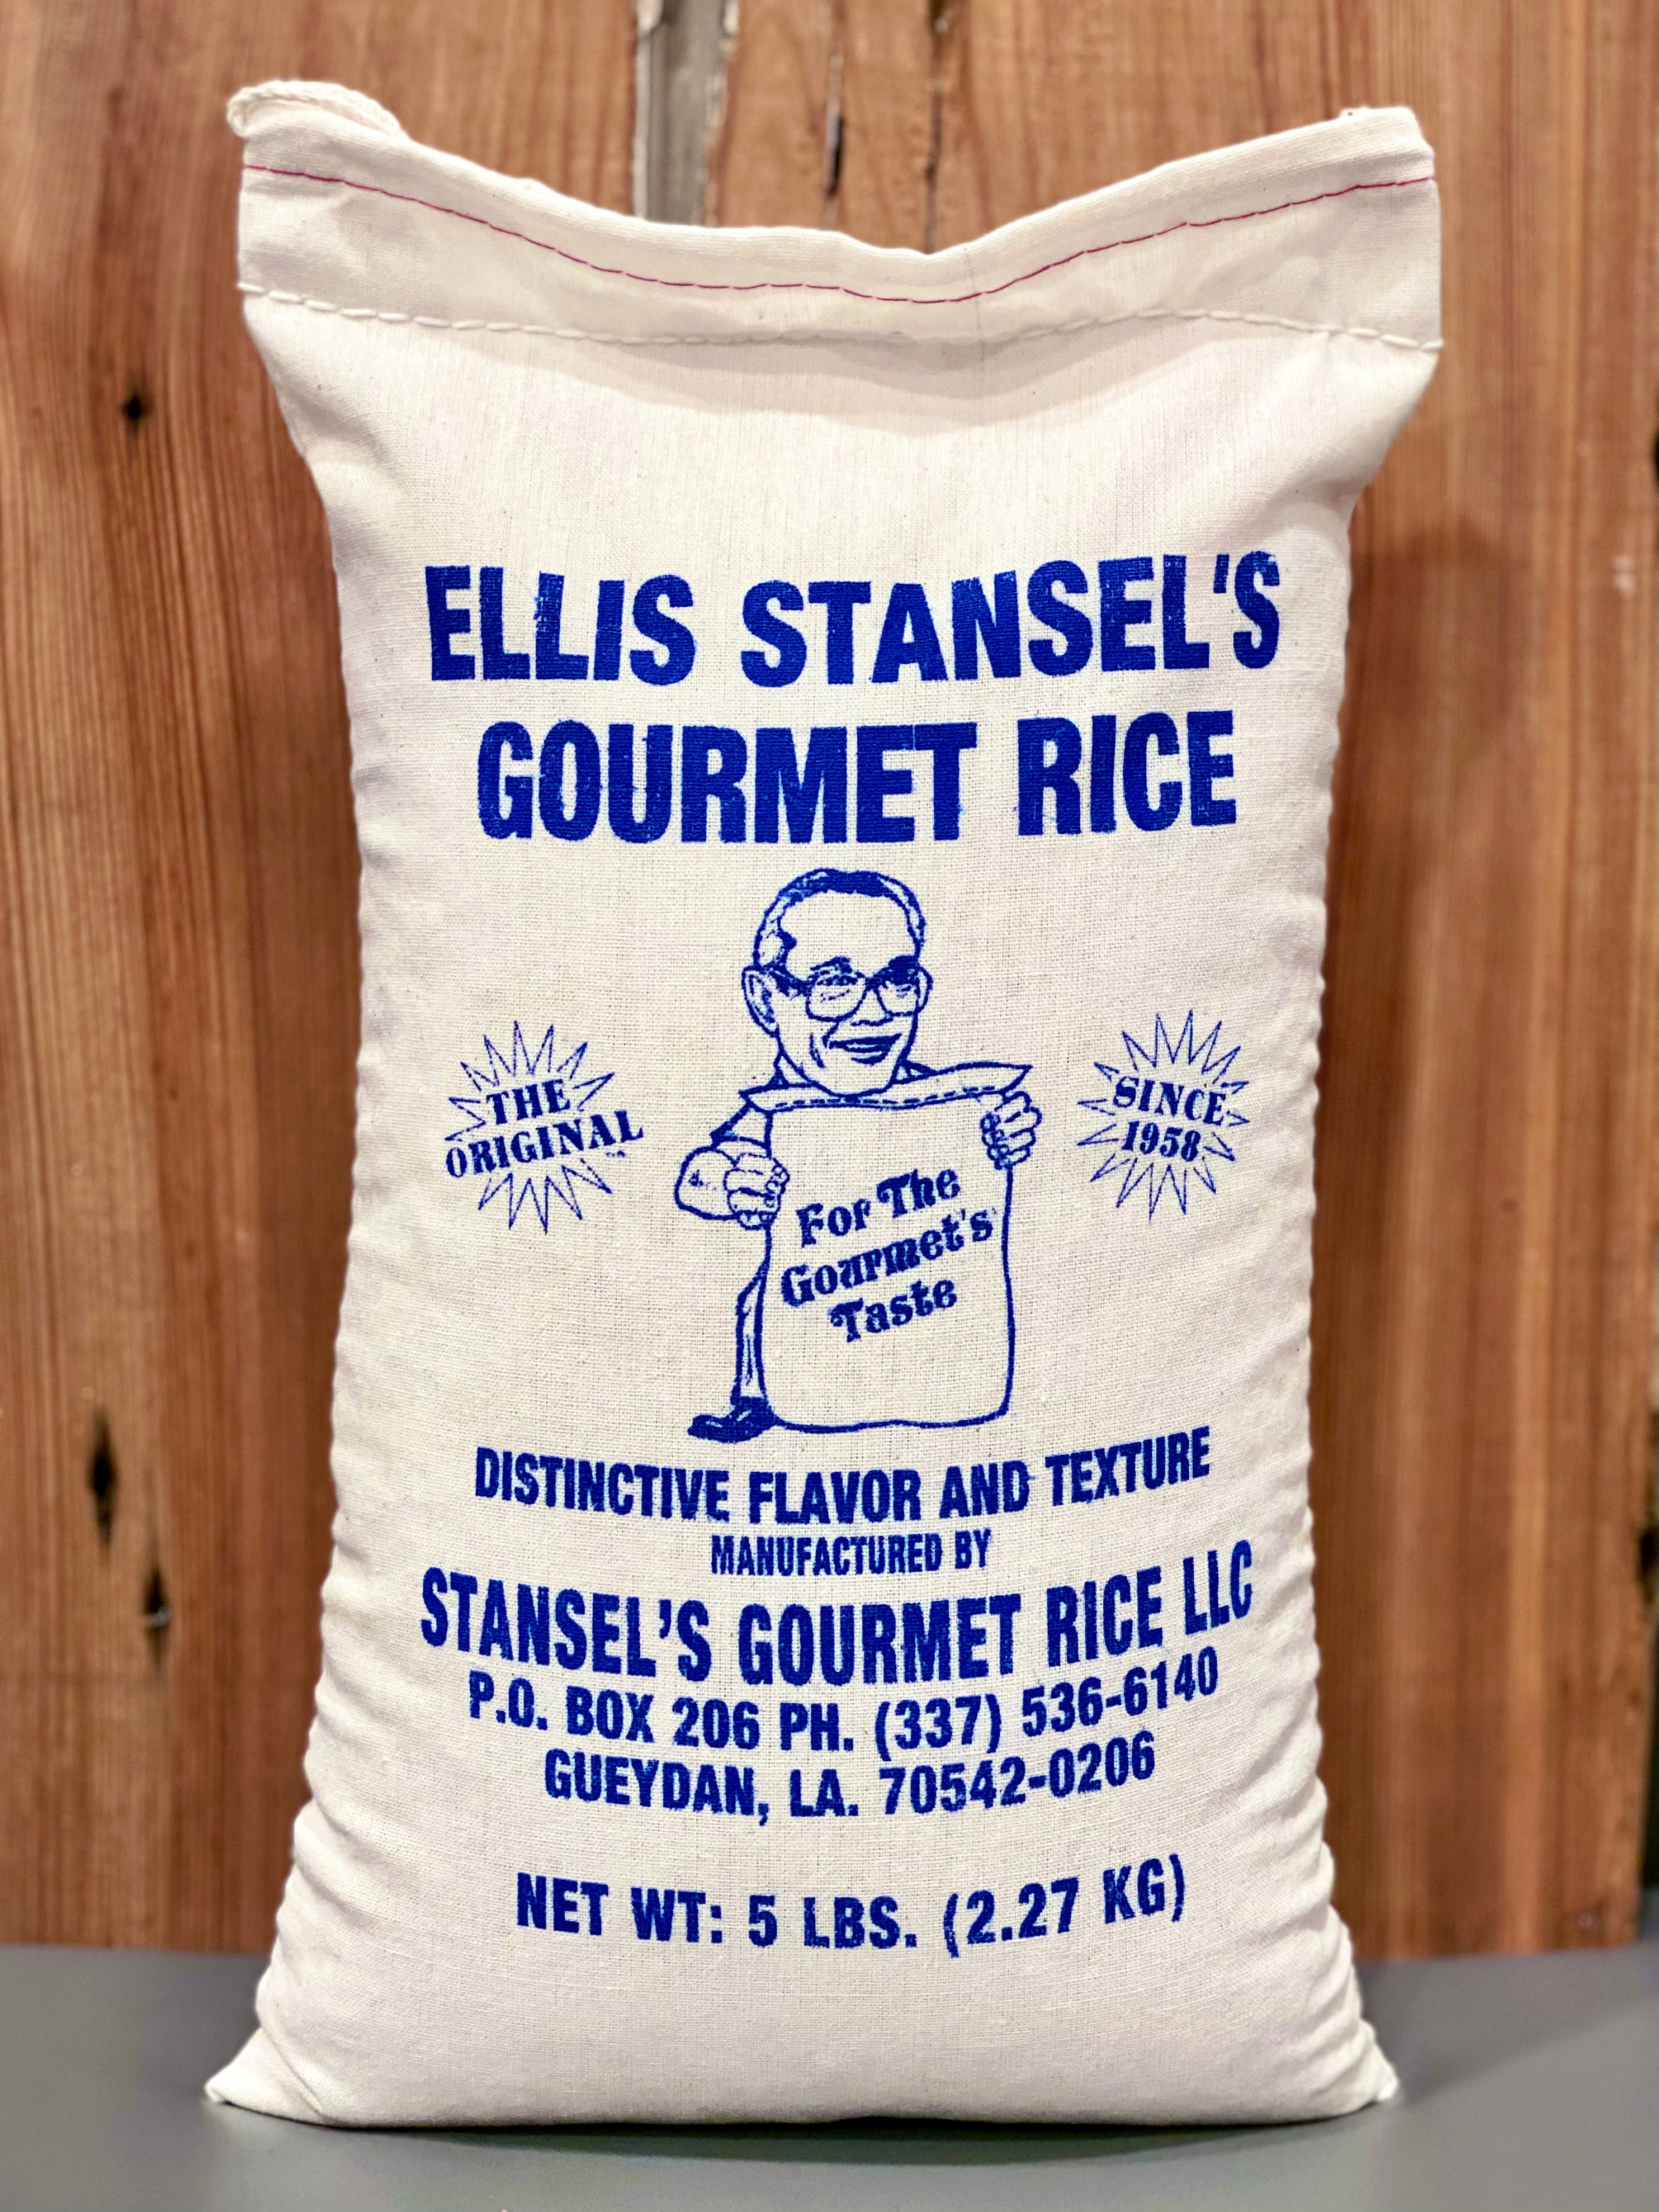 ELLIS STANSEL'S
GOURMET RICE
THE
ORIGINAL
SINCE
1958
For The
Gourmet's
Taste
DISTINCTIVE FLAVOR AND TEXTURE
MANUFACTURED BY
STANSEL'S GOURMET RICE LLC
P.O. BOX 206 PH. (337) 536-6140
GUEYDAN, LA. 70542-0206
NET WT: 5 LBS. (2.27 KG)